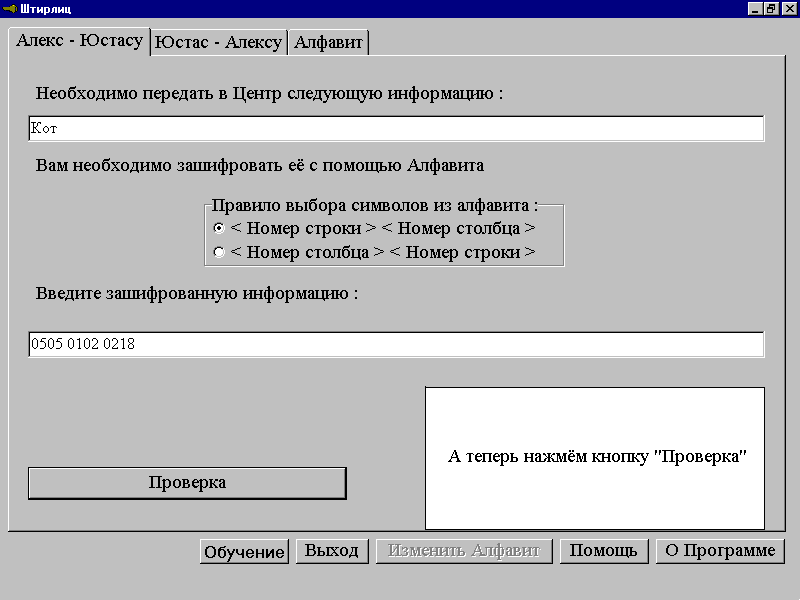 Штирлиц
Алекс - Юстасу
Юстас - Алексу
Алфавит
Необходимо передать в Центр следующую информацию :
Кот
Вам необходимо зашифровать её с помощью Алфавита
Правило выбора символов из алфавита :
< Номер строки > < Номер столбца >
< Номер столбца > < Номер строки >
Введите зашифрованную информацию :
0505 0102 0218
А теперь нажмём кнопку "Проверка"
Проверка
Обучение
Выход
Изменить Алфавит
Помощь
О Программе